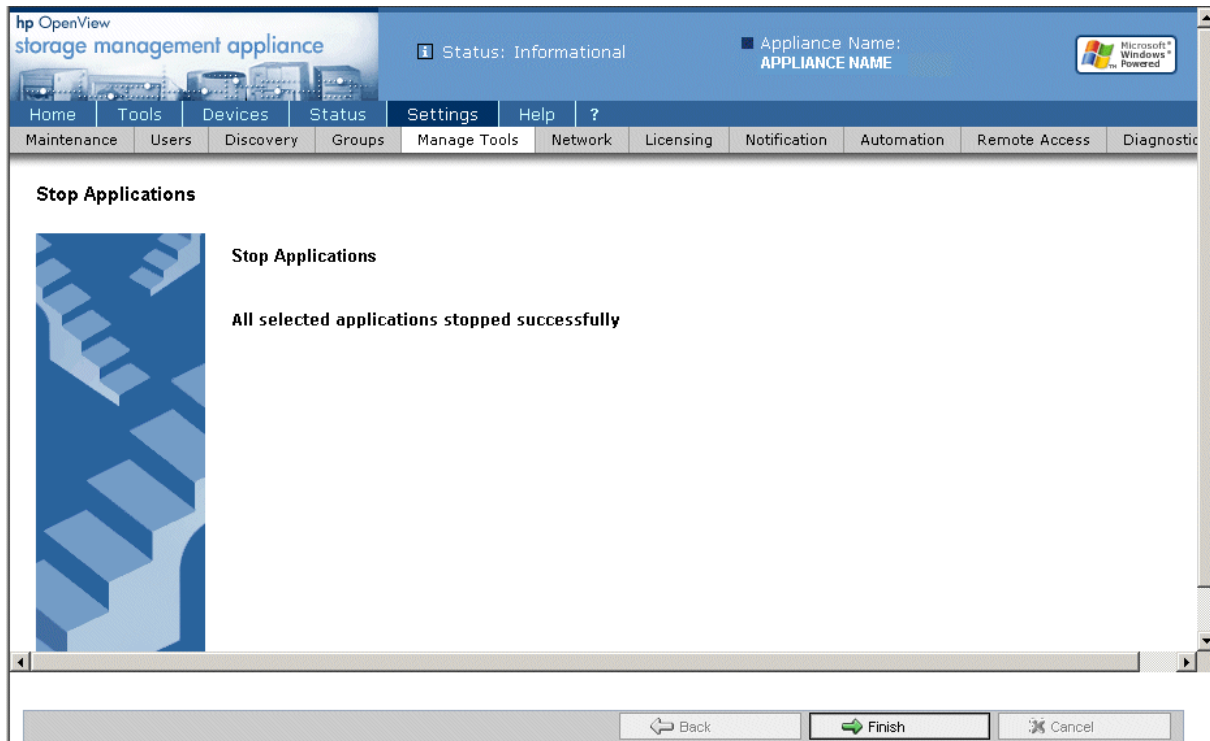 hp OpenView
storage management appliance
i Status: Informational
Appliance Name:
APPLIANCE NAME
Microsoft®
Windows®
TM Powered
Home Tools Devices Status Settings Help ?
Maintenance Users Discovery Groups Manage Tools Network Licensing Notification Automation Remote Access Diagnostic
Stop Applications
Stop Applications
All selected applications stopped successfully
Back Finish Cancel